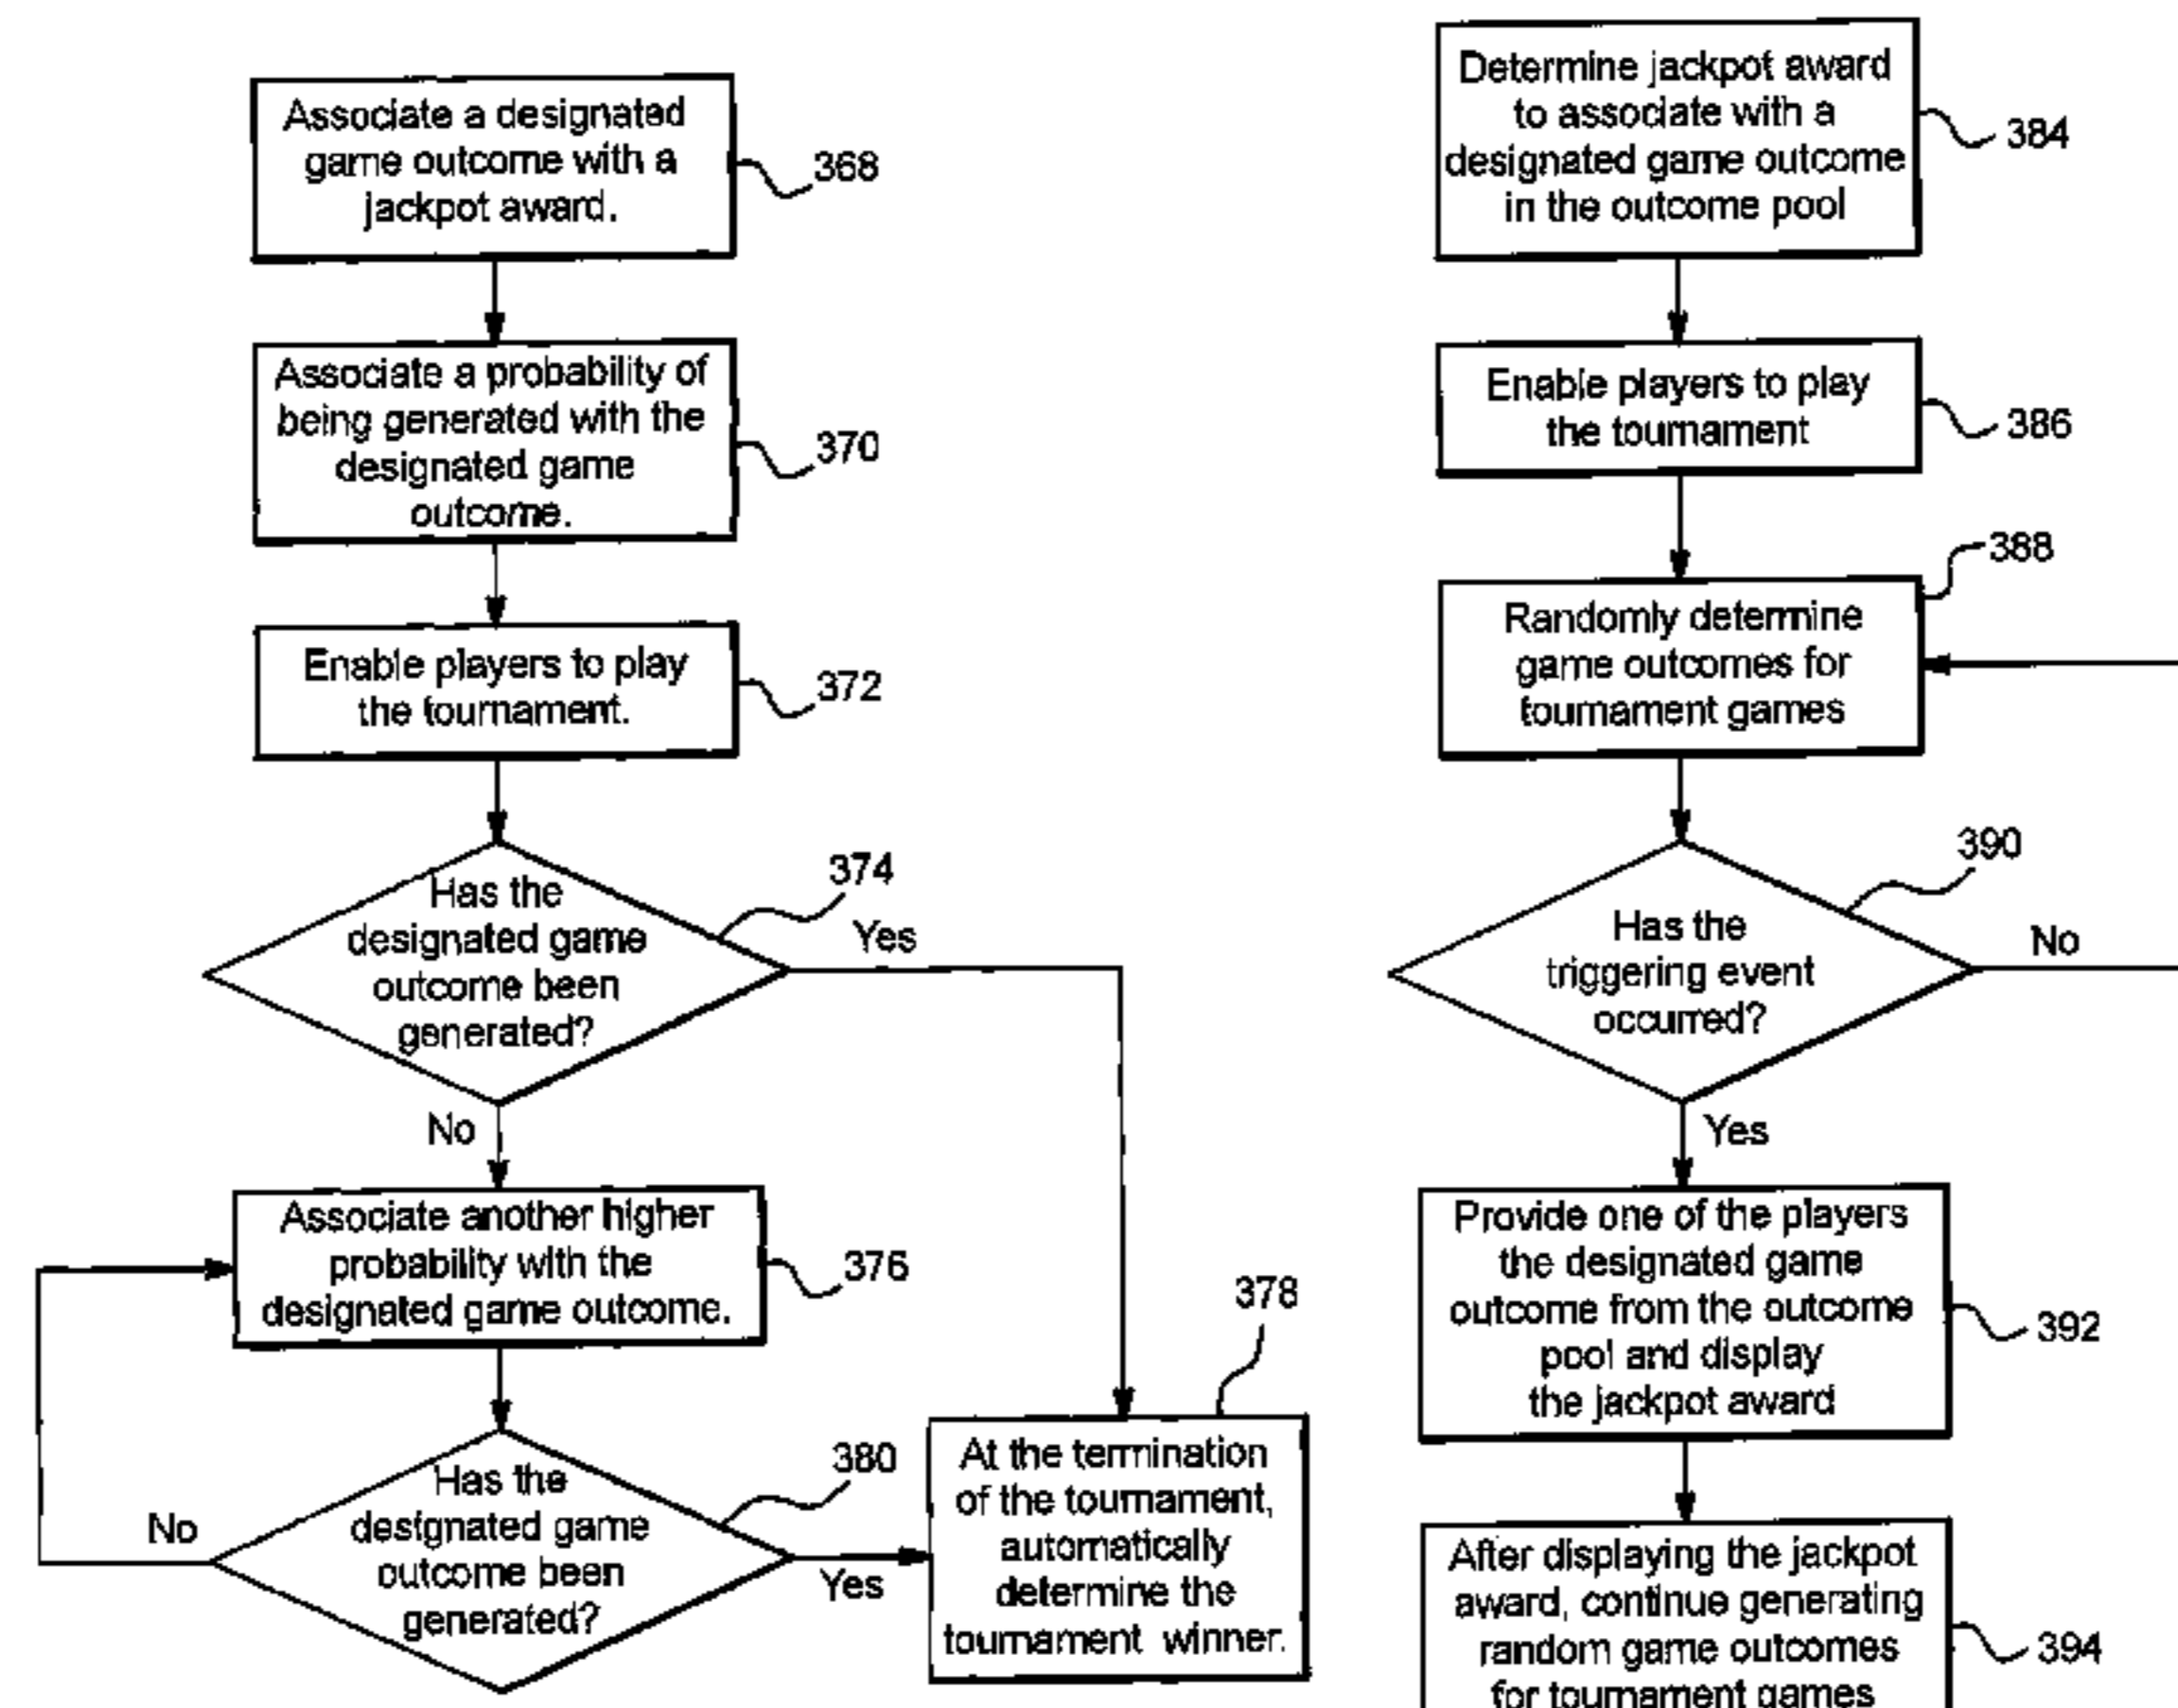 Associate a designated
game outcome with a
jackpot award.
368
Associate a probability of
being generated with the
designated game
outcome.
370
Enable players to play
the tournament.
372
Has the
designated game
outcome been
generated?
374
Yes
No
Associate another higher
probability with the
designated game outcome.
376
Has the
designated game
outcome been
generated?
380
No
Yes
378
At the termination
of the tournament,
automatically
determine the
tournament winner.
Determine jackpot award
to associate with a
designated game outcome
in the outcome pool
384
Enable players to play
the tournament
386
388
Randomly determine
game outcomes for
tournament games
390
Has the
triggering event
occurred?
No
Yes
Provide one of the players
the designated game
outcome from the outcome
pool and display
the jackpot award
392
After displaying the jackpot
award, continue generating
random game outcomes
for tournament games
394